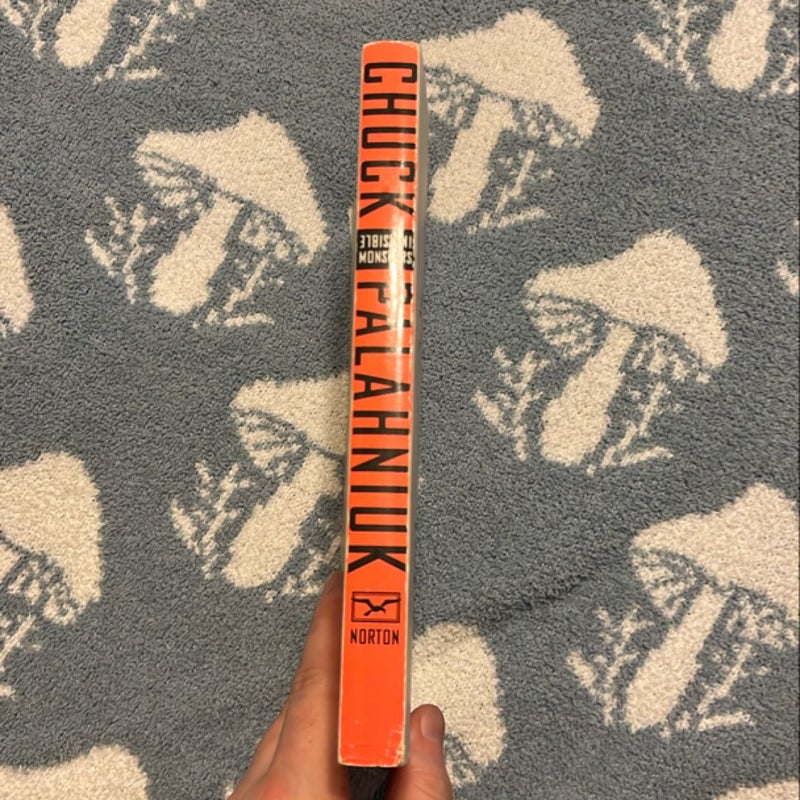 CHUCK
INVISIBLE
MONSTERS
PALAHNIUK
NORTON